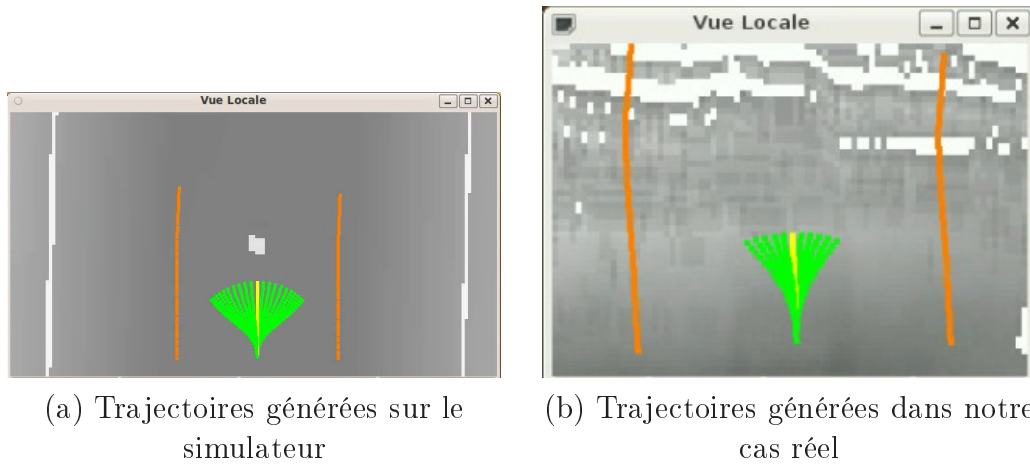 Vue Locale
Vue Locale
(a) Trajectoires générées sur le
simulateur
(b) Trajectoires générées dans notre
cas réel